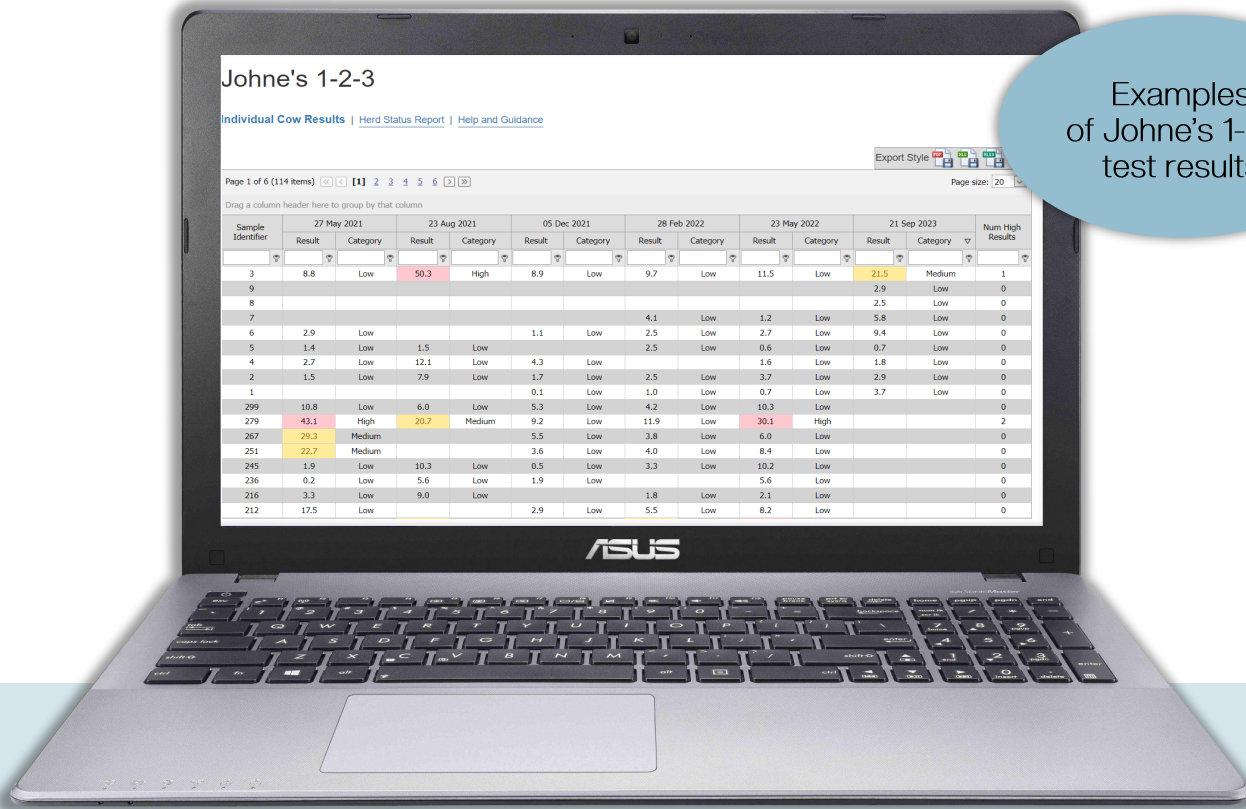 Johne's 1-2-3
Individual Cow Results | Herd Status Report | Help and Guidance
Examples
of Johne's 1-
test results
Export Style
Page 1 of 6 (114 items) [1] 2 3 4 5 6
Page size: 20
Drag a column header here to group by that column
Sample Identifier 27 May 2021 23 Aug 2021 05 Dec 2021 28 Feb 2022 23 May 2022 21 Sep 2023 Num High Results
Result Category Result Category Result Category Result Category Result Category Result Category
3 8.8 Low 50.3 High 8.9 Low 9.7 Low 11.5 Low 21.5 Medium 1
9 2.9 Low 0
8 2.5 Low 0
7 4.1 Low 1.2 Low 5.8 Low 0
6 2.9 Low 1.1 Low 2.5 Low 2.7 Low 9.4 Low 0
5 1.4 Low 1.5 Low 2.5 Low 0.6 Low 0.7 Low 0
4 2.7 Low 12.1 Low 4.3 Low 1.6 Low 1.8 Low 0
2 1.5 Low 7.9 Low 1.7 Low 2.5 Low 3.7 Low 2.9 Low 0
1 0.1 Low 1.0 Low 0.7 Low 3.7 Low 0
299 10.8 Low 6.0 Low 5.3 Low 4.2 Low 10.3 Low 0
279 43.1 High 20.7 Medium 9.2 Low 11.9 Low 30.1 High 2
267 29.3 Medium 5.5 Low 3.8 Low 6.0 Low 0
251 22.7 Medium 3.6 Low 4.0 Low 8.4 Low 0
245 1.9 Low 10.3 Low 0.5 Low 3.3 Low 10.2 Low 0
236 0.2 Low 5.6 Low 1.9 Low 5.6 Low 0
216 3.3 Low 9.0 Low 1.8 Low 2.1 Low 0
212 17.5 Low 2.9 Low 5.5 Low 8.2 Low 0
ASUS